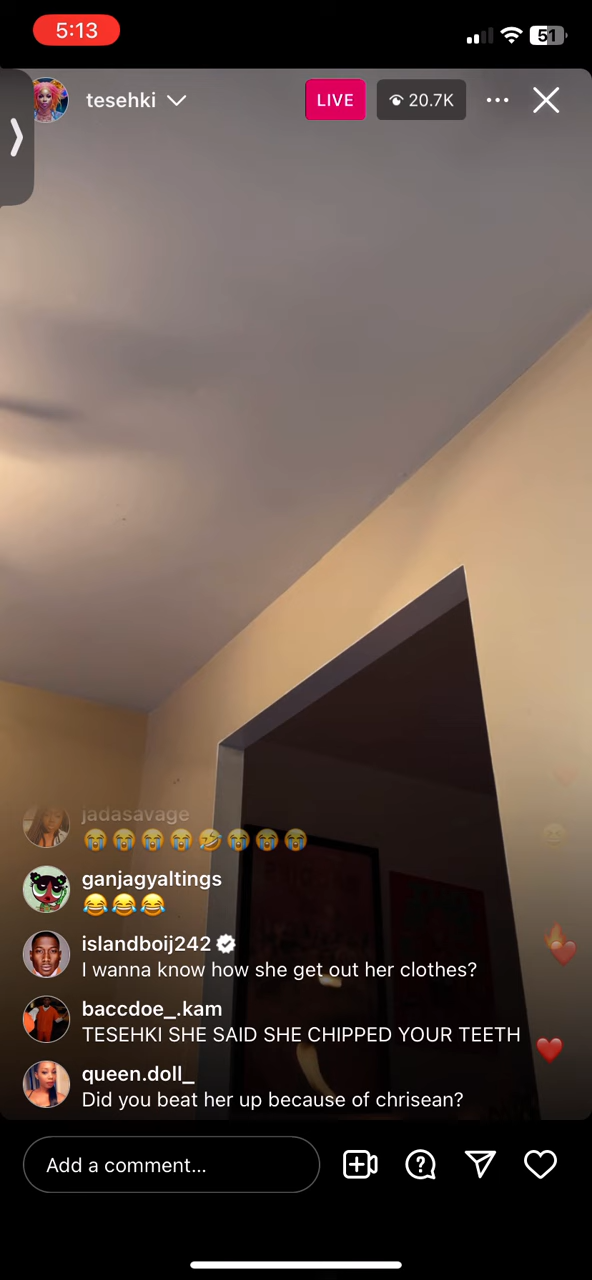 5:13
51
tesehki
LIVE
20.7K
jadasavage
😭😭😭😭🤣😭😭😭
ganjagyaltings
😂😂😂
islandboij242
I wanna know how she get out her clothes?
baccdoe_.kam
TESEHKI SHE SAID SHE CHIPPED YOUR TEETH
queen.doll_
Did you beat her up because of chrisean?
Add a comment...